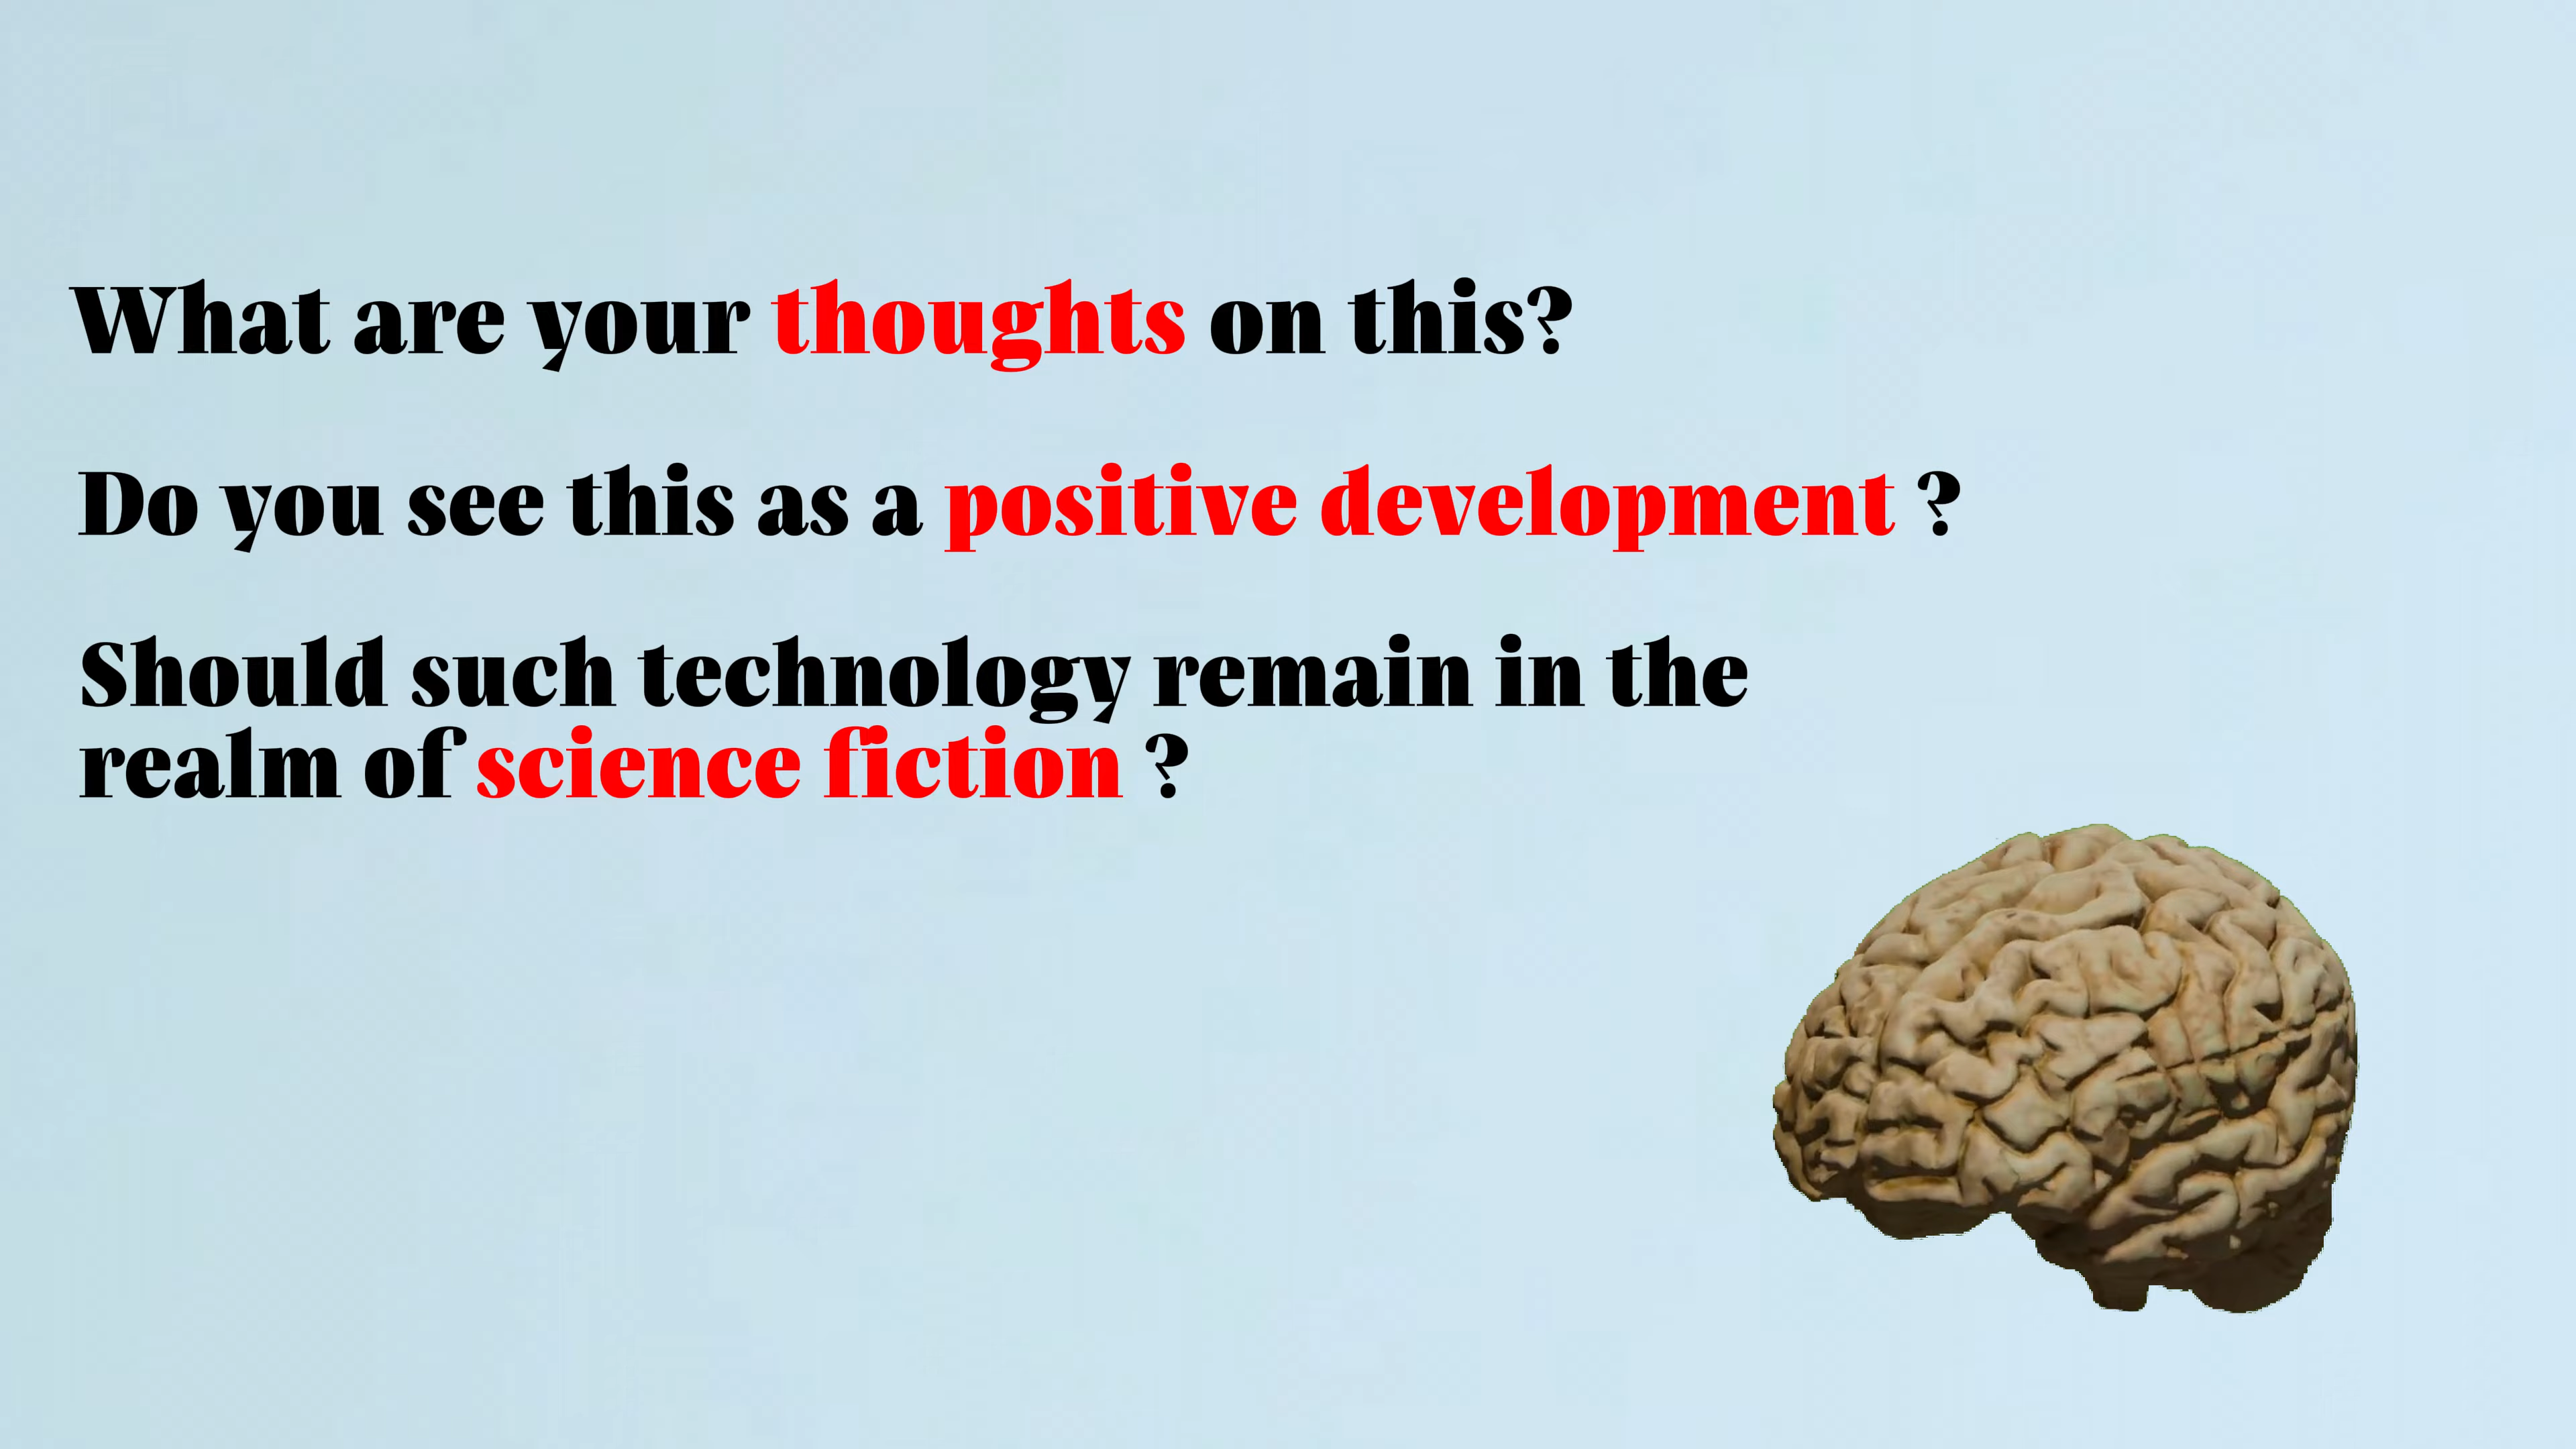 What are your thoughts on this?
Do you see this as a positive development ?
Should such technology remain in the
realm of science fiction ?